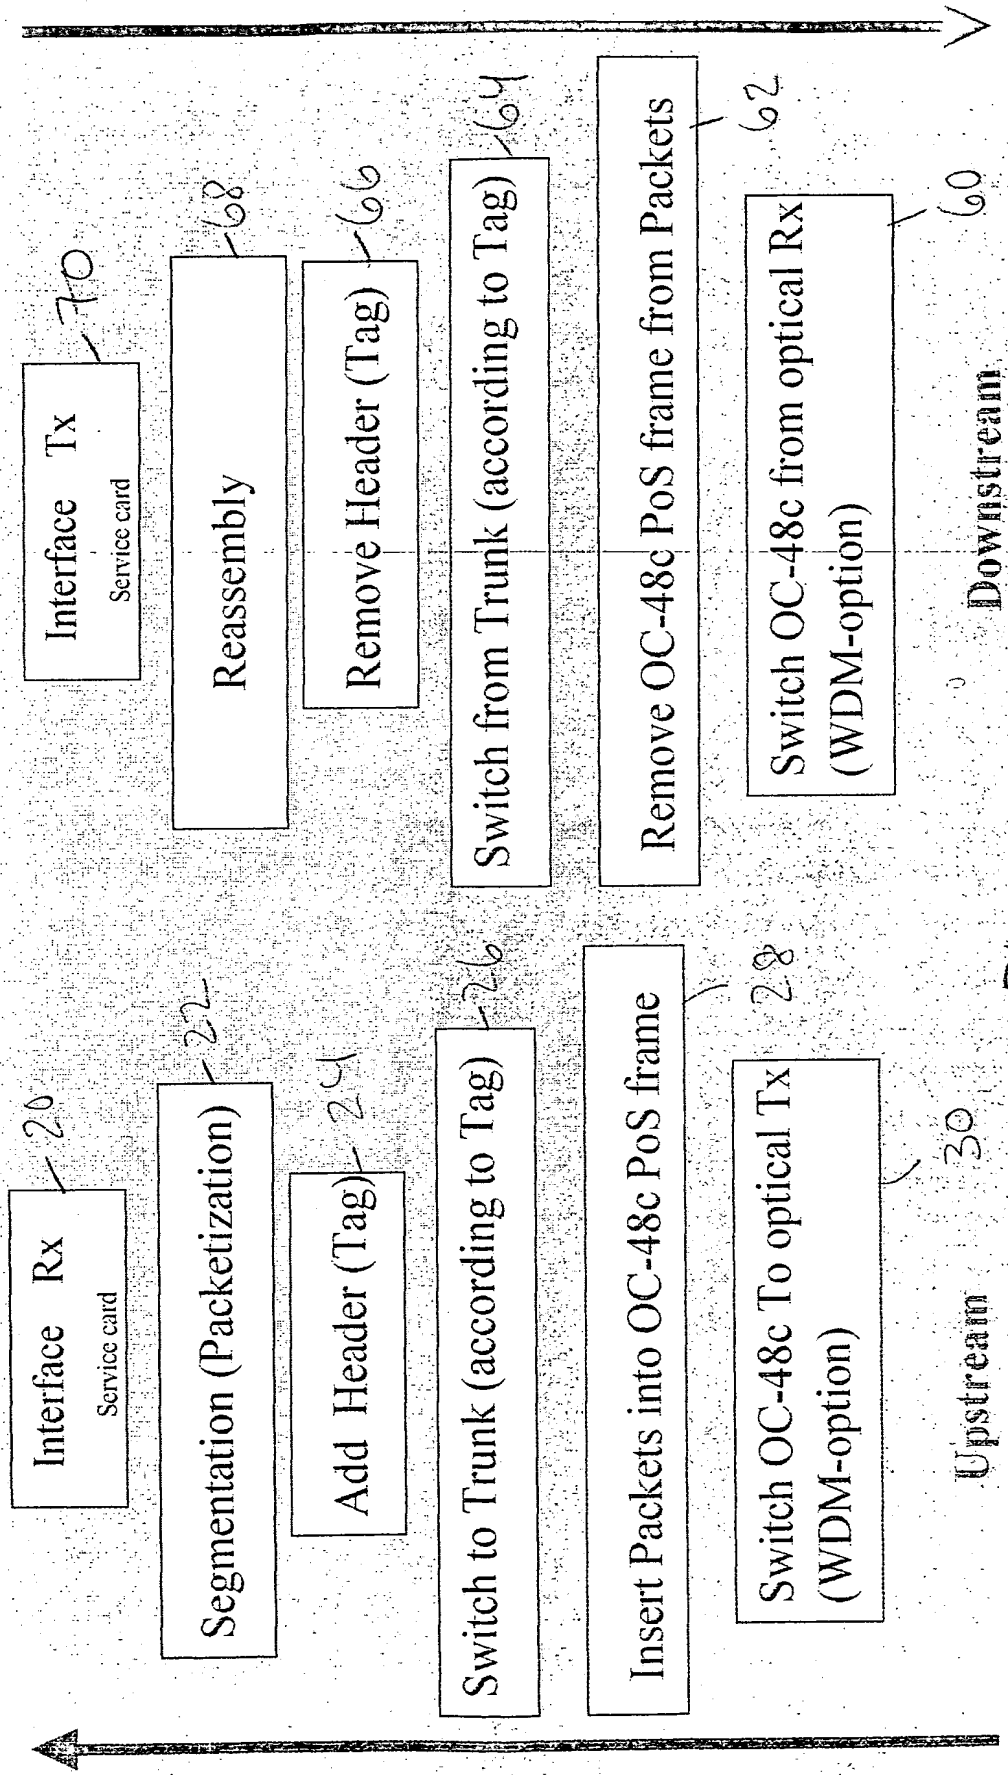 Interface Rx
Service card
20
Segmentation (Packetization)
22
Add Header (Tag)
24
Switch to Trunk (according to Tag)
26
Insert Packets into OC-48c PoS frame
28
Switch OC-48c To optical Tx
(WDM-option)
30
Upstream
Interface Tx
Service card
70
Reassembly
68
Remove Header (Tag)
66
Switch from Trunk (according to Tag)
64
Remove OC-48c PoS frame from Packets
62
Switch OC-48c from optical Rx
(WDM-option)
60
Downstream